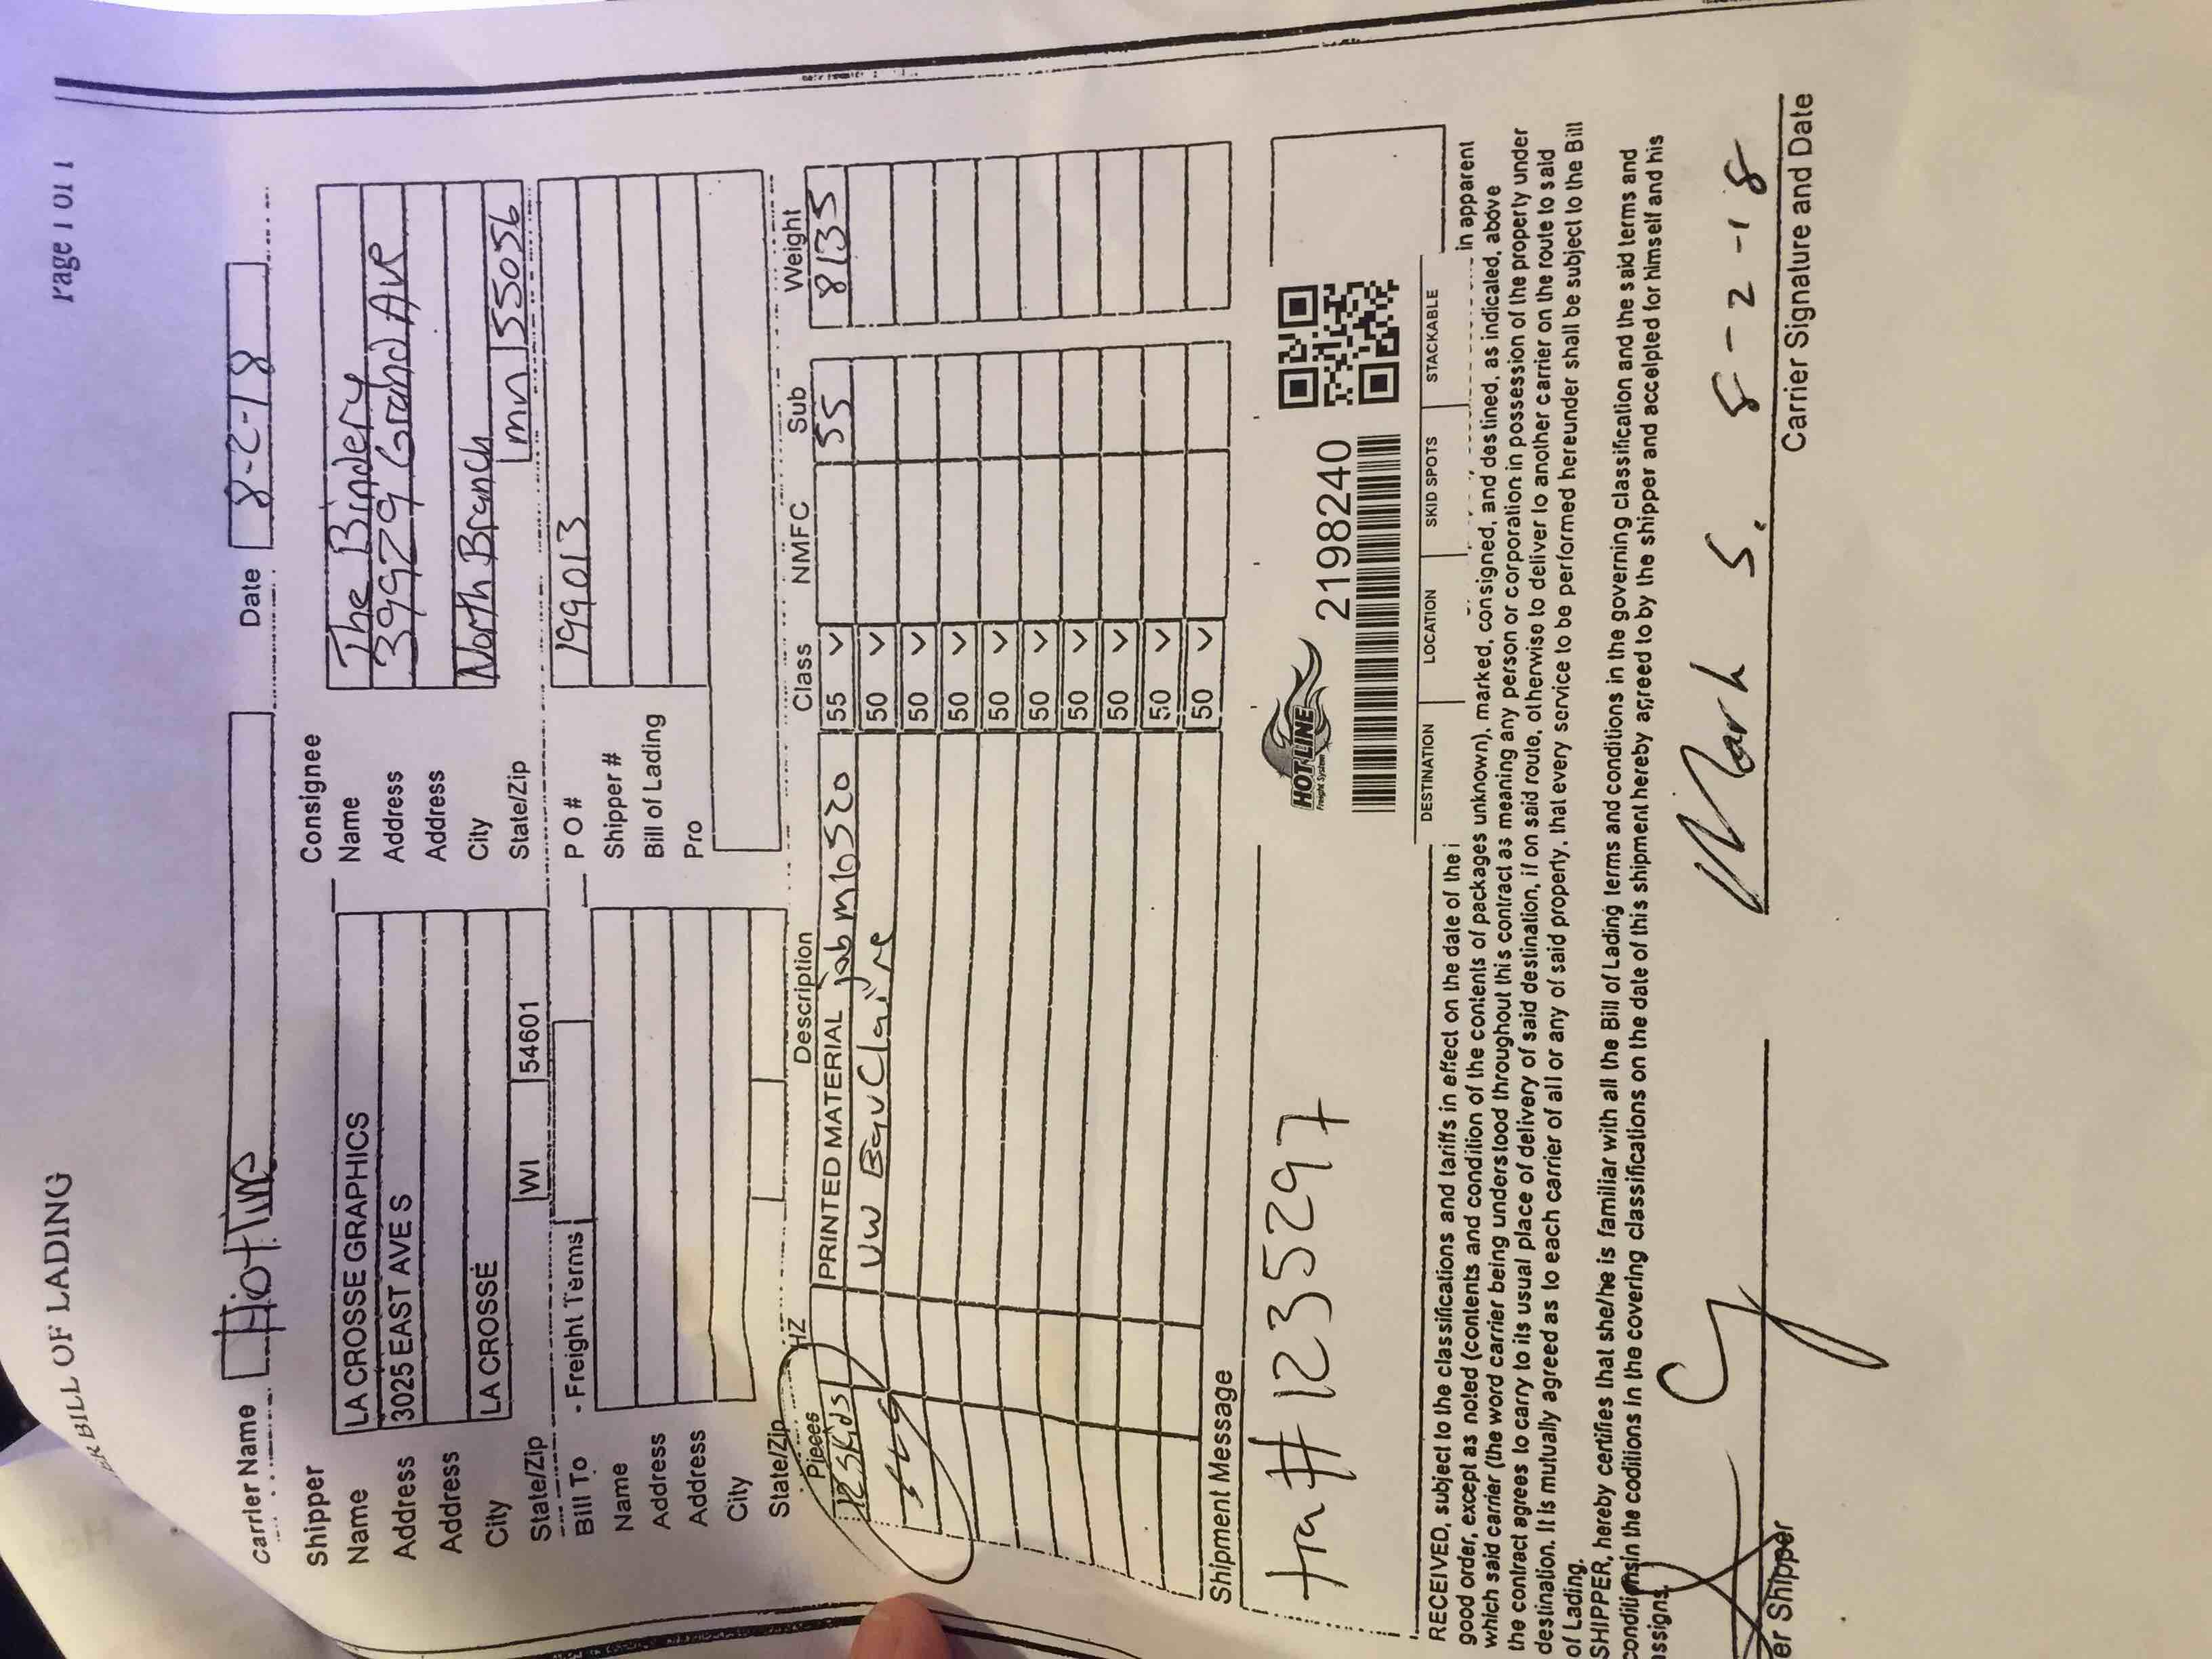 BILL OF LADING
Page 1 of 1
Carrier Name Hotline Date 8-2-18
Shipper
Name LA CROSSE GRAPHICS
Address 3025 EAST AVE S
Address
City LA CROSSE
State/Zip WI 54601
Consignee
Name The Bindery
Address 39929 Grand Ave
Address
City North Branch
State/Zip mn 55056
Bill To - Freight Terms
Name
Address
Address
City
State/Zip
P O # 199013
Shipper #
Bill of Lading
Pro
Pieces HZ Description Class NMFC Sub Weight
12 Skids PRINTED MATERIAL job m16520 55 55 8135
UW Eau Claire 50
50
50
50
50
50
50
50
50
Shipment Message
tra# 1235297
HOT LINE
Freight System
2198240
DESTINATION LOCATION SKID SPOTS STACKABLE
RECEIVED, subject to the classifications and tariffs in effect on the date of the i
good order, except as noted (contents and condition of the contents of packages unknown), marked, consigned, and destined, as indicated, above in apparent
which said carrier (the word carrier being understood throughout this contract as meaning any person or corporation in possession of the property under
the contract agrees to carry to its usual place of delivery of said destination, if on said route, otherwise to deliver to another carrier on the route to said
destination. It is mutually agreed as to each carrier of all or any of said property, that every service to be performed hereunder shall be subject to the Bill
of Lading.
SHIPPER, hereby certifies that she/he is familiar with all the Bill of Lading terms and conditions in the governing classification and the said terms and
conditionsin the coditions in the covering classifications on the date of this shipment hereby agreed to by the shipper and accelpted for himself and his
assigns.
Mark S. 8-2-18
er Shipper
Carrier Signature and Date